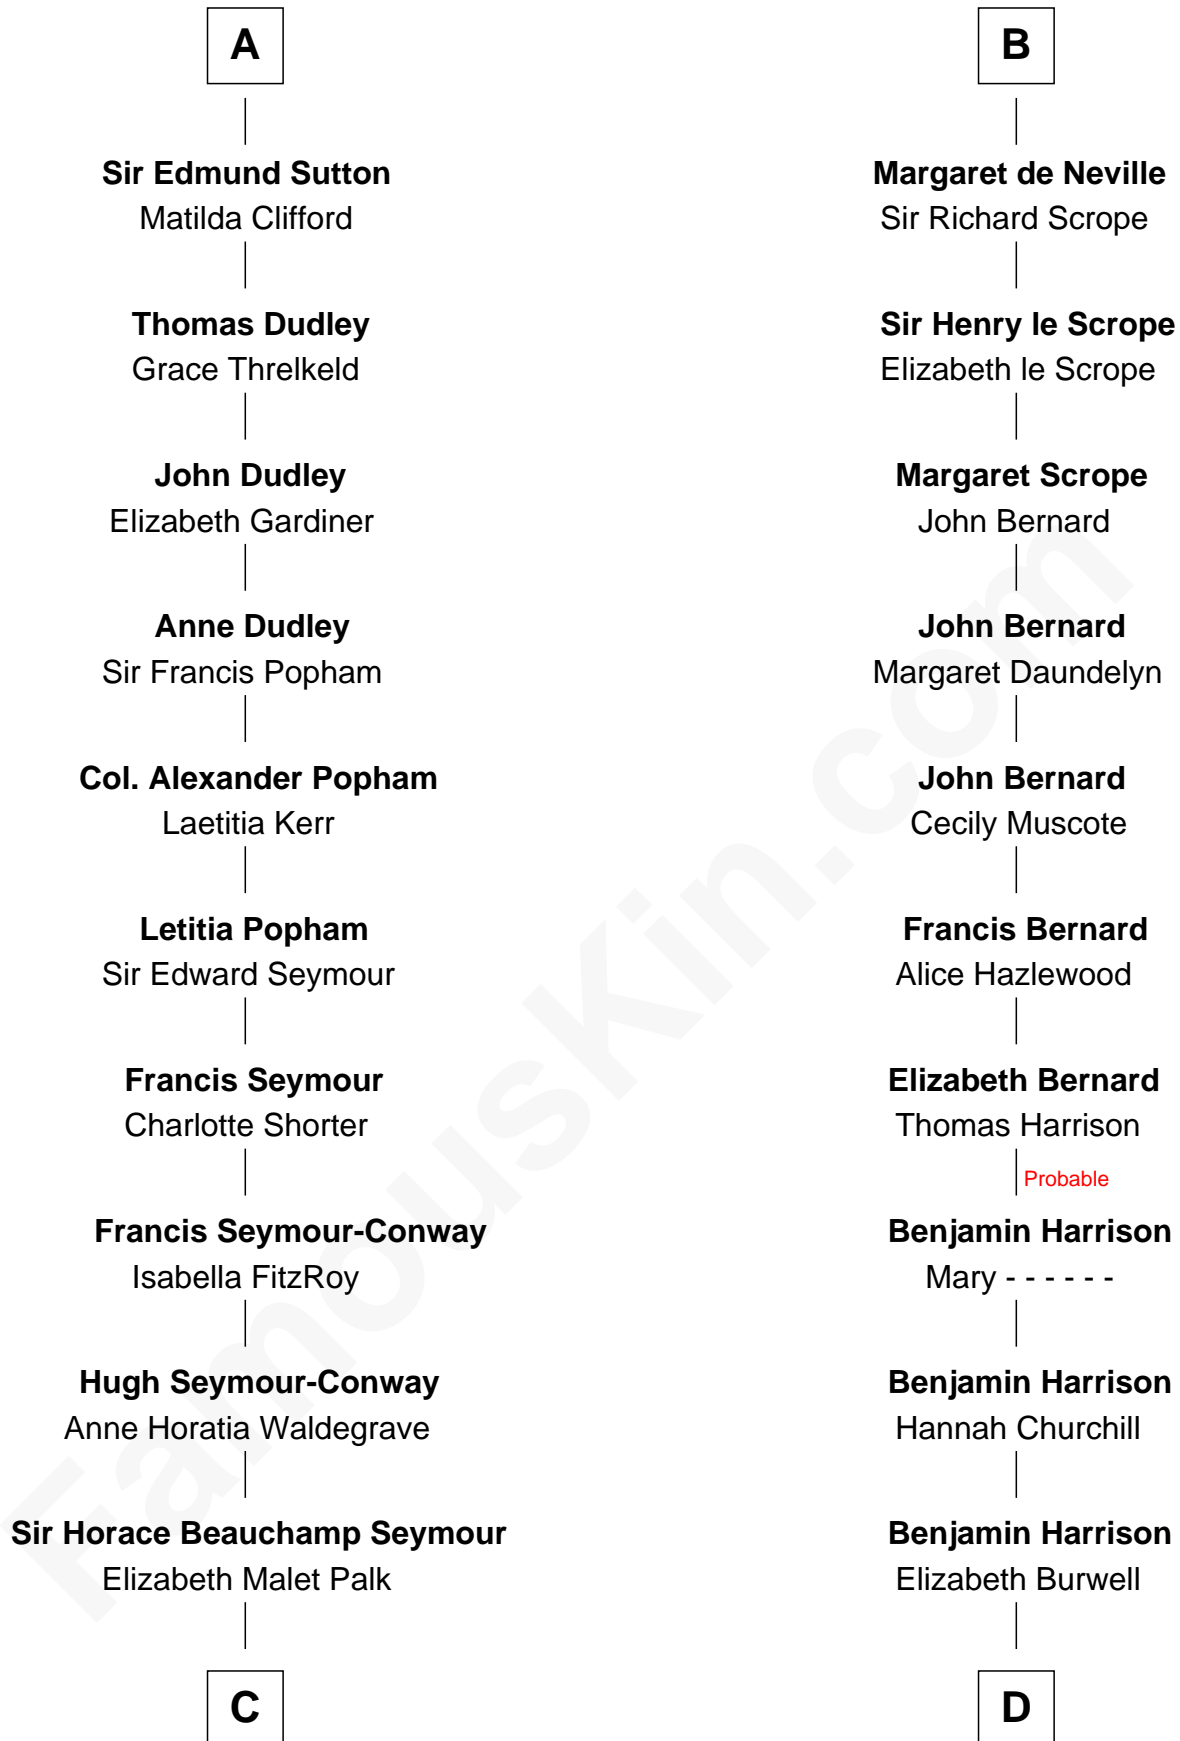 A
Sir Edmund Sutton
Matilda Clifford
Thomas Dudley
Grace Threlkeld
John Dudley
Elizabeth Gardiner
Anne Dudley
Sir Francis Popham
Col. Alexander Popham
Laetitia Kerr
Letitia Popham
Sir Edward Seymour
Francis Seymour
Charlotte Shorter
Francis Seymour-Conway
Isabella FitzRoy
Hugh Seymour-Conway
Anne Horatia Waldegrave
Sir Horace Beauchamp Seymour
Elizabeth Malet Palk
C
B
Margaret de Neville
Sir Richard Scrope
Sir Henry le Scrope
Elizabeth le Scrope
Margaret Scrope
John Bernard
John Bernard
Margaret Daundelyn
John Bernard
Cecily Muscote
Francis Bernard
Alice Hazlewood
Elizabeth Bernard
Thomas Harrison
Probable
Benjamin Harrison
Mary - - - - - -
Benjamin Harrison
Hannah Churchill
Benjamin Harrison
Elizabeth Burwell
D
FamousKin.com